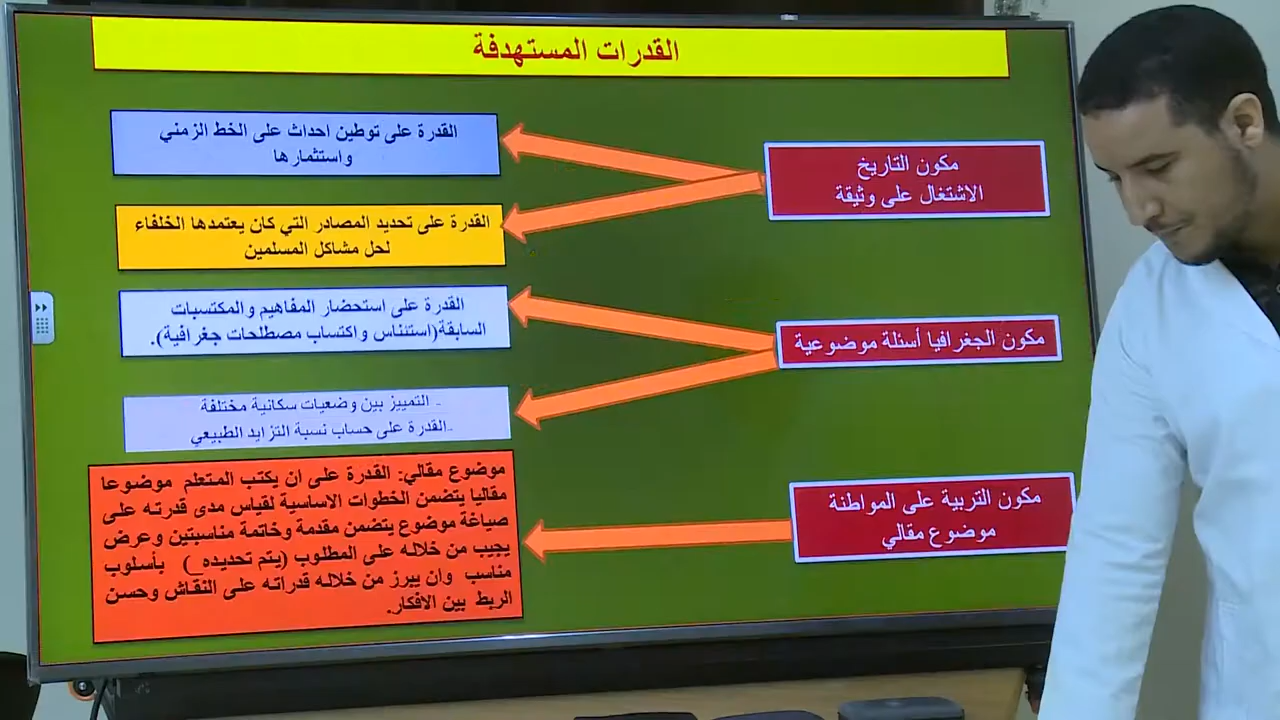 القدرات المستهدفة
مكون التاريخ
الاشتغال على وثيقة
القدرة على توطين احداث على الخط الزمني
واستثمارها
القدرة على تحديد المصادر التي كان يعتمدها الخلفاء
لحل مشاكل المسلمين
مكون الجغرافيا أسئلة موضوعية
القدرة على استحضار المفاهيم والمكتسبات
السابقة(استئناس واكتساب مصطلحات جغرافية).
- التمييز بين وضعيات سكانية مختلفة
-القدرة على حساب نسبة التزايد الطبيعي
مكون التربية على المواطنة
موضوع مقالي
موضوع مقالي: القدرة على ان يكتب المتعلم موضوعا
مقاليا يتضمن الخطوات الاساسية لقياس مدى قدرته على
صياغة موضوع يتضمن مقدمة وخاتمة مناسبتين وعرض
يجيب من خلاله على المطلوب (يتم تحديده_) بأسلوب
مناسب وان يبرز من خلاله قدراته على النقاش وحسن
الربط بين الافكار.